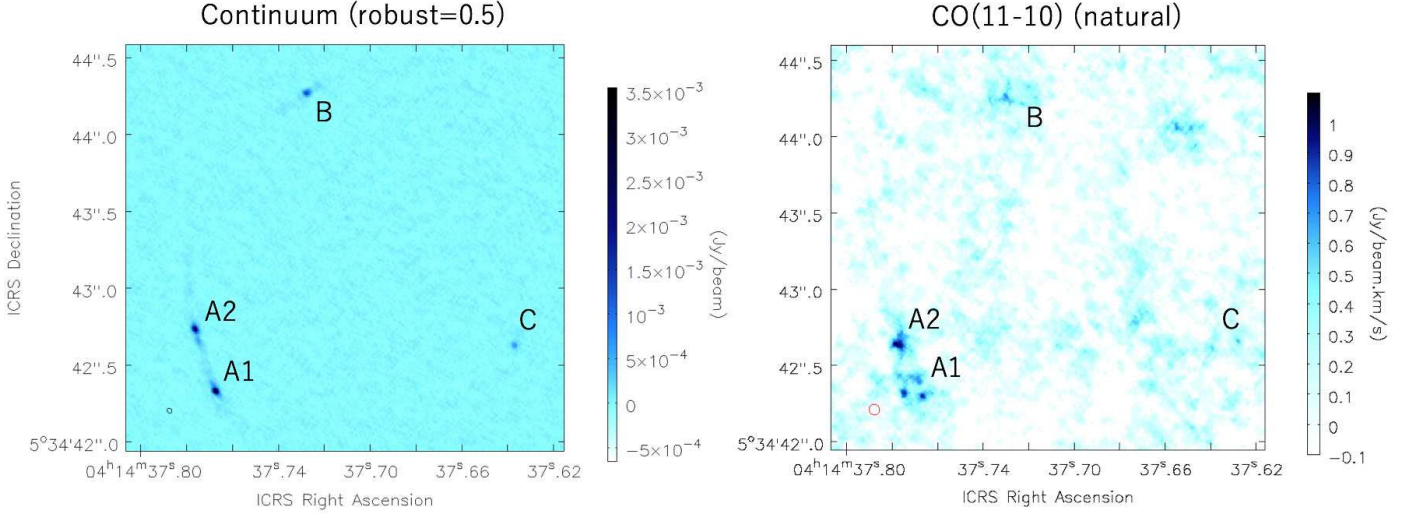 Continuum (robust=0.5)
44".5
44".0
43".5
43".0
42".5
5°34'42".0
ICRS Declination
04ʰ14ᵐ37ˢ.80
37ˢ.74
37ˢ.70
37ˢ.66
37ˢ.62
ICRS Right Ascension
B
A2
A1
C
3.5×10⁻³
3×10⁻³
2.5×10⁻³
2×10⁻³
1.5×10⁻³
10⁻³
5×10⁻⁴
0
−5×10⁻⁴
(Jy/beam)
CO(11-10) (natural)
44".5
44".0
43".5
43".0
42".5
5°34'42".0
04ʰ14ᵐ37ˢ.80
37ˢ.74
37ˢ.70
37ˢ.66
37ˢ.62
ICRS Right Ascension
B
A2
A1
C
1
0.9
0.8
0.7
0.6
0.5
0.4
0.3
0.2
0.1
0
−0.1
(Jy/beam.km/s)